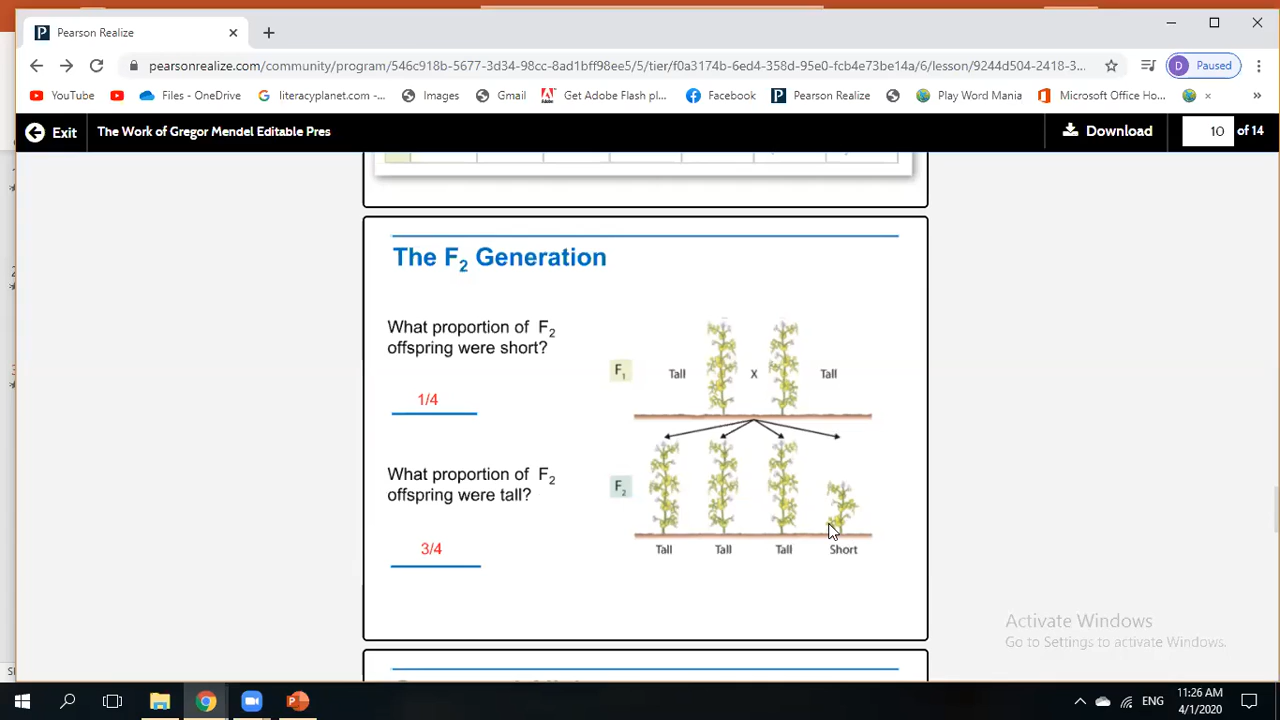 Pearson Realize
pearsonrealize.com/community/program/546c918b-5677-3d34-98cc-8ad1bff98ee5/5/tier/f0a3174b-6ed4-358d-95e0-fcb4e73be14a/6/lesson/9244d504-2418-3...
D Paused
YouTube
Files - OneDrive
literacyplanet.com -...
Images
Gmail
Get Adobe Flash pl...
Facebook
Pearson Realize
Play Word Mania
Microsoft Office Ho...
Exit
The Work of Gregor Mendel Editable Pres
Download
10 of 14
The F2 Generation
What proportion of F2
offspring were short?
1/4
What proportion of F2
offspring were tall?
3/4
F1
Tall X Tall
F2
Tall Tall Tall Short
Activate Windows
Go to Settings to activate Windows.
ENG
11:26 AM
4/1/2020